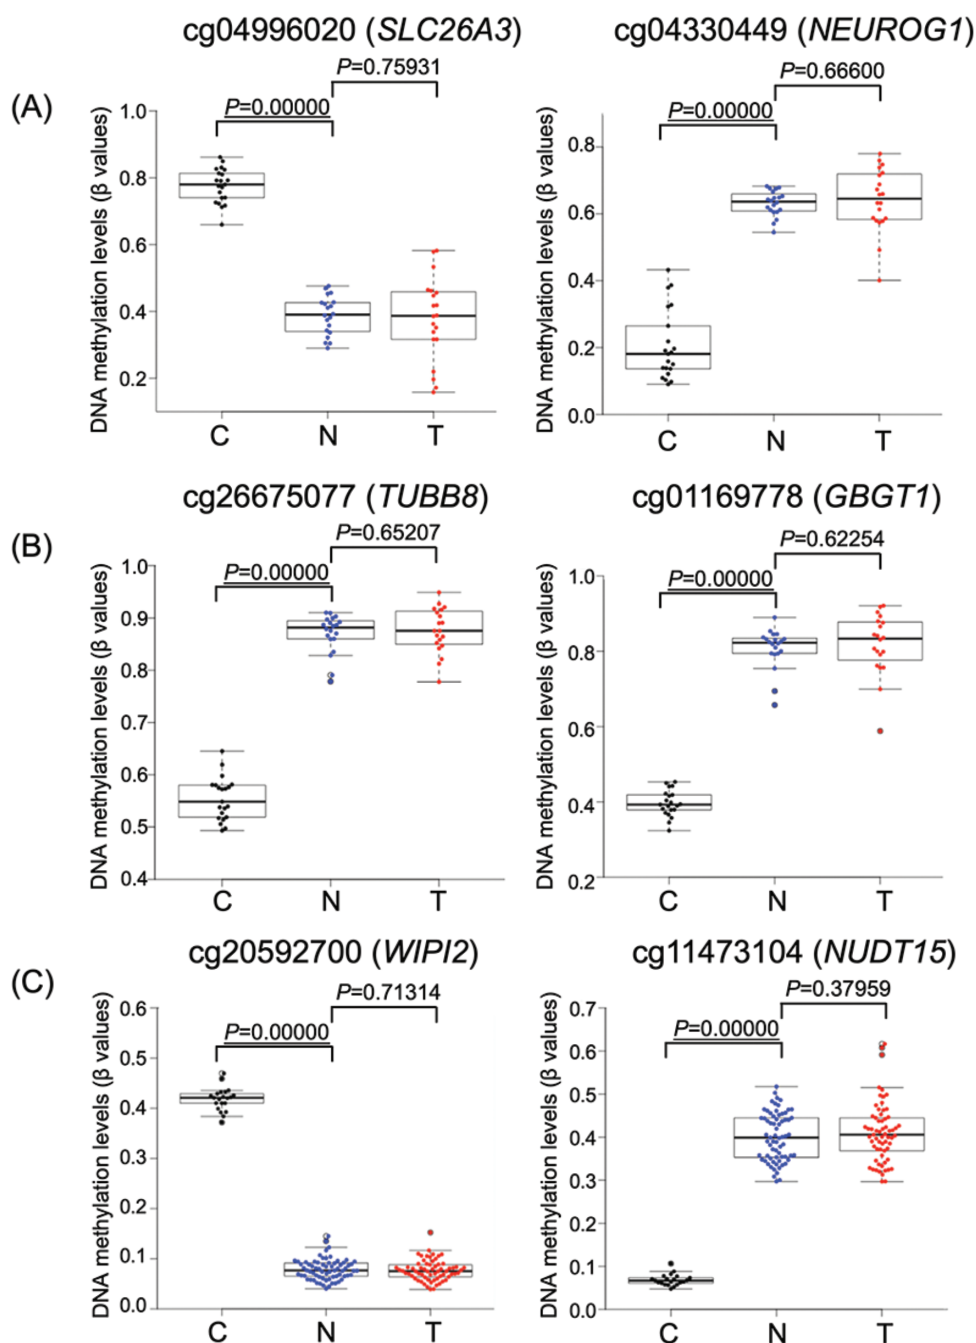 cg04996020 (SLC26A3)
cg04330449 (NEUROG1)
(A)
P=0.75931
P=0.00000
DNA methylation levels (β values)
1.0
0.8
0.6
0.4
0.2
C N T
P=0.66600
P=0.00000
DNA methylation levels (β values)
0.8
0.6
0.4
0.2
0.0
C N T
cg26675077 (TUBB8)
cg01169778 (GBGT1)
(B)
P=0.65207
P=0.00000
DNA methylation levels (β values)
1.0
0.9
0.8
0.7
0.6
0.5
0.4
C N T
P=0.62254
P=0.00000
DNA methylation levels (β values)
1.0
0.8
0.6
0.4
0.2
C N T
cg20592700 (WIPI2)
cg11473104 (NUDT15)
(C)
P=0.71314
P=0.00000
DNA methylation levels (β values)
0.6
0.5
0.4
0.3
0.2
0.1
0.0
C N T
P=0.37959
P=0.00000
DNA methylation levels (β values)
0.7
0.6
0.5
0.4
0.3
0.2
0.1
0.0
C N T